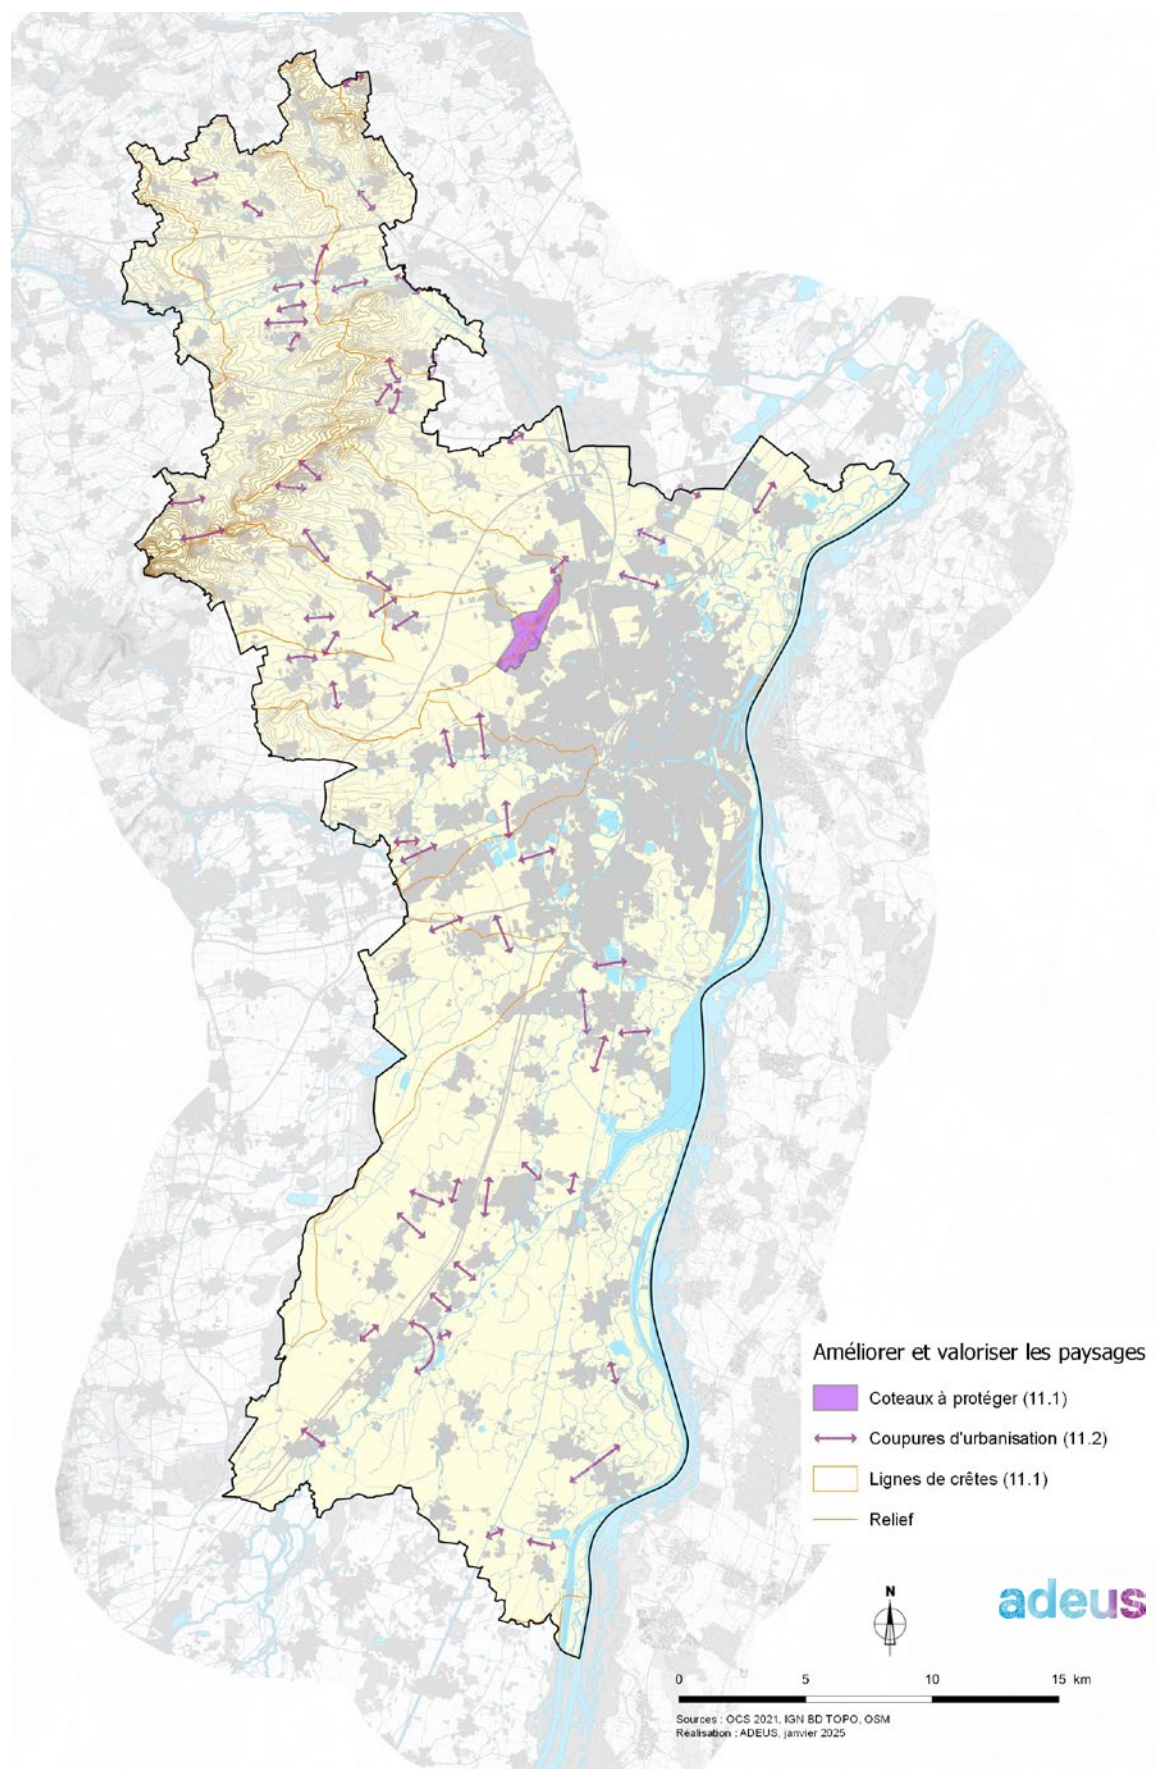 Améliorer et valoriser les paysages
Coteaux à protéger (11.1)
Coupures d'urbanisation (11.2)
Lignes de crêtes (11.1)
Relief
N
adeus
0 5 10 15 km
Sources : OCS 2021, IGN BD TOPO, OSM
Réalisation : ADEUS, janvier 2025